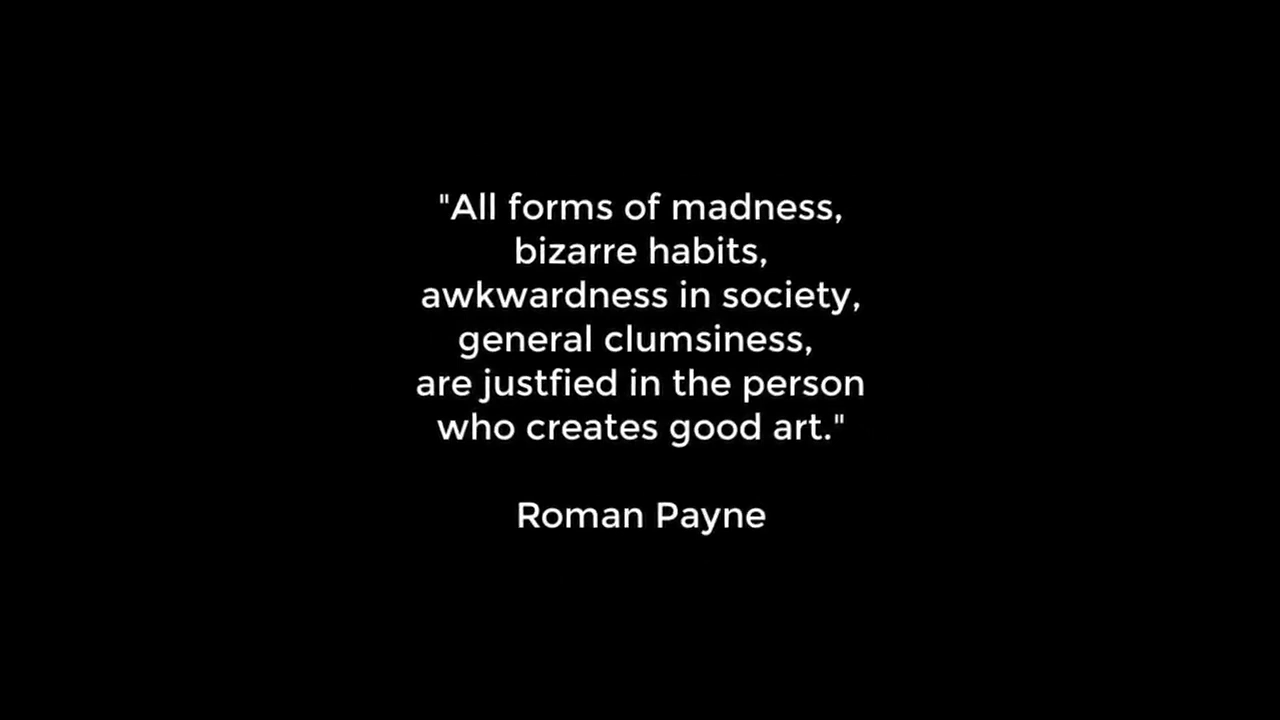 "All forms of madness,
bizarre habits,
awkwardness in society,
general clumsiness,
are justfied in the person
who creates good art."
Roman Payne